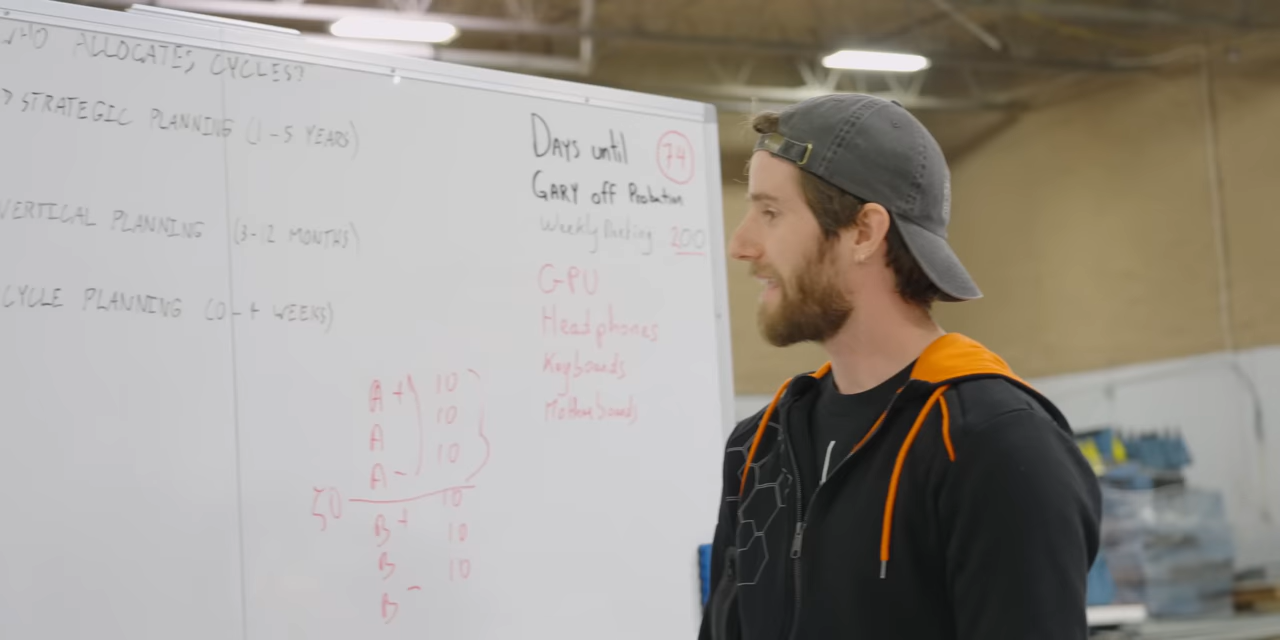 WHO ALLOCATES CYCLES?
> STRATEGIC PLANNING (1-5 YEARS)
VERTICAL PLANNING (3-12 MONTHS)
CYCLE PLANNING (0-4 WEEKS)
A+ 10
A 10
A- 10
50 10
B+ 10
B 10
B-
Days until 74
GARY off Probation
Weekly 200
GPU
Headphones
Keyboards
Motherboards